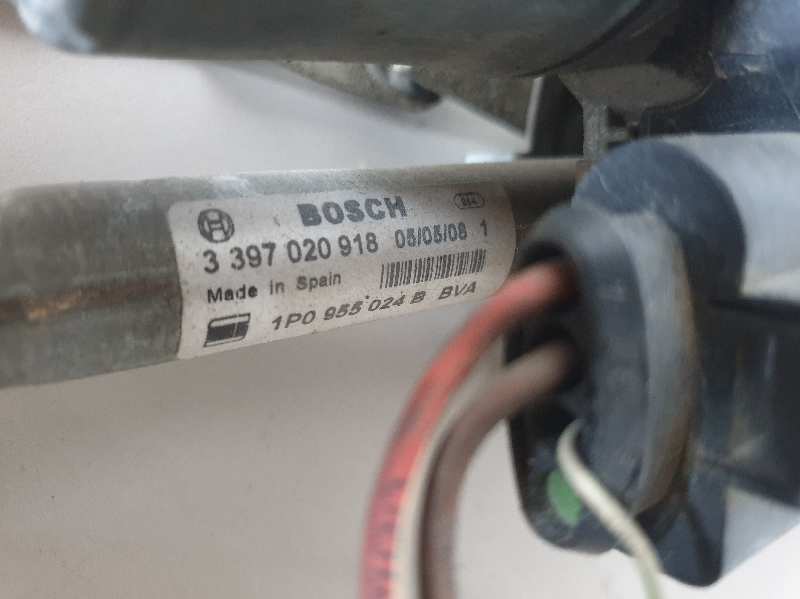 BOSCH
3 397 020 918 05/05/08 1
Made in Spain
1P0 955 024 B BVA